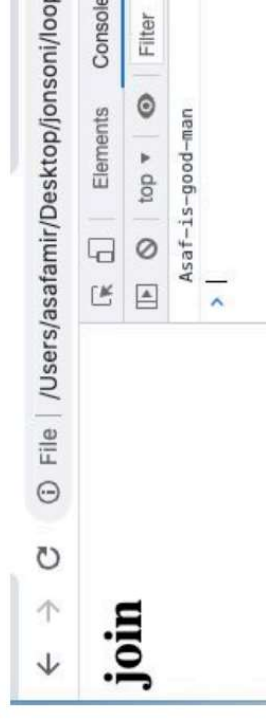 File | /Users/asafamir/Desktop/jonsoni/loop
join
Elements Console
top Filter
Asaf-is-good-man
>